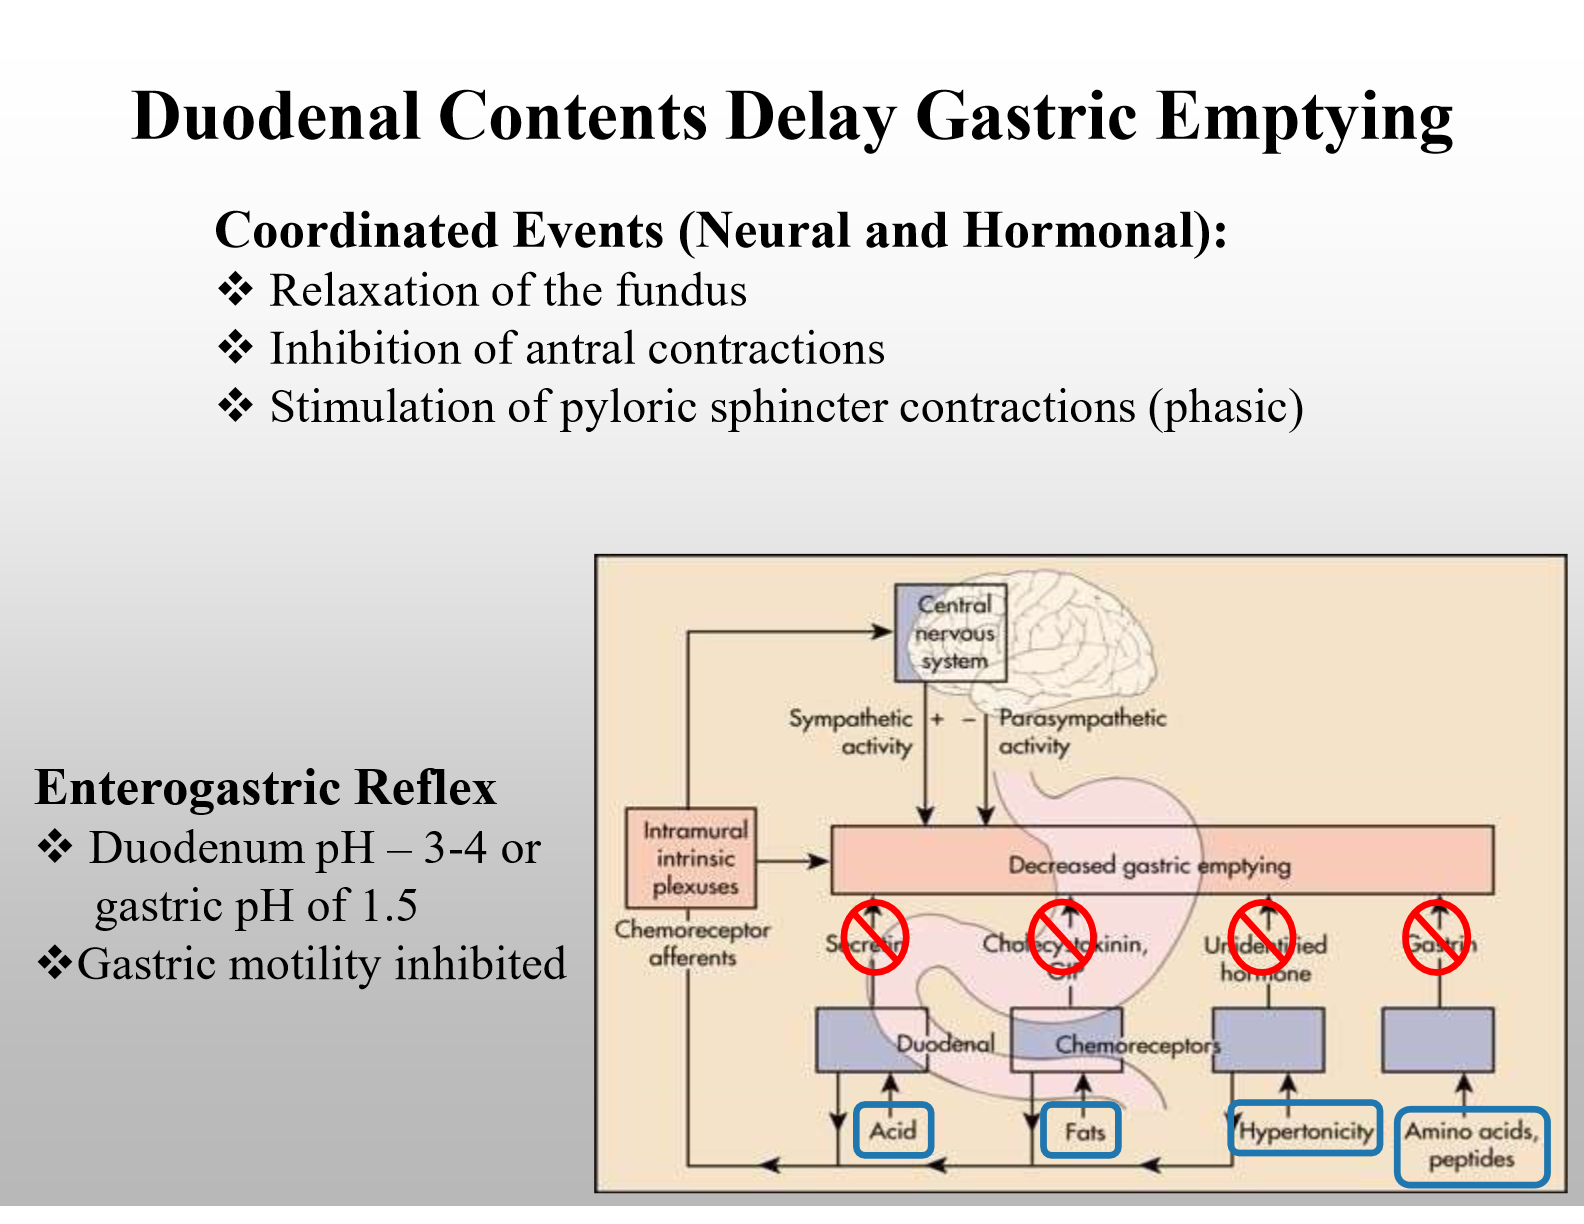 Duodenal Contents Delay Gastric Emptying
Coordinated Events (Neural and Hormonal):
❖ Relaxation of the fundus
❖ Inhibition of antral contractions
❖ Stimulation of pyloric sphincter contractions (phasic)
Enterogastric Reflex
❖ Duodenum pH – 3-4 or
gastric pH of 1.5
❖Gastric motility inhibited
Central
nervous
system
Sympathetic
activity
+ –
Parasympathetic
activity
Intramural
intrinsic
plexuses
Decreased gastric emptying
Chemoreceptor
afferents
Secretin
Cholecystokinin,
GIP
Unidentified
hormone
Gastrin
Duodenal
Chemoreceptors
Acid
Fats
Hypertonicity
Amino acids,
peptides